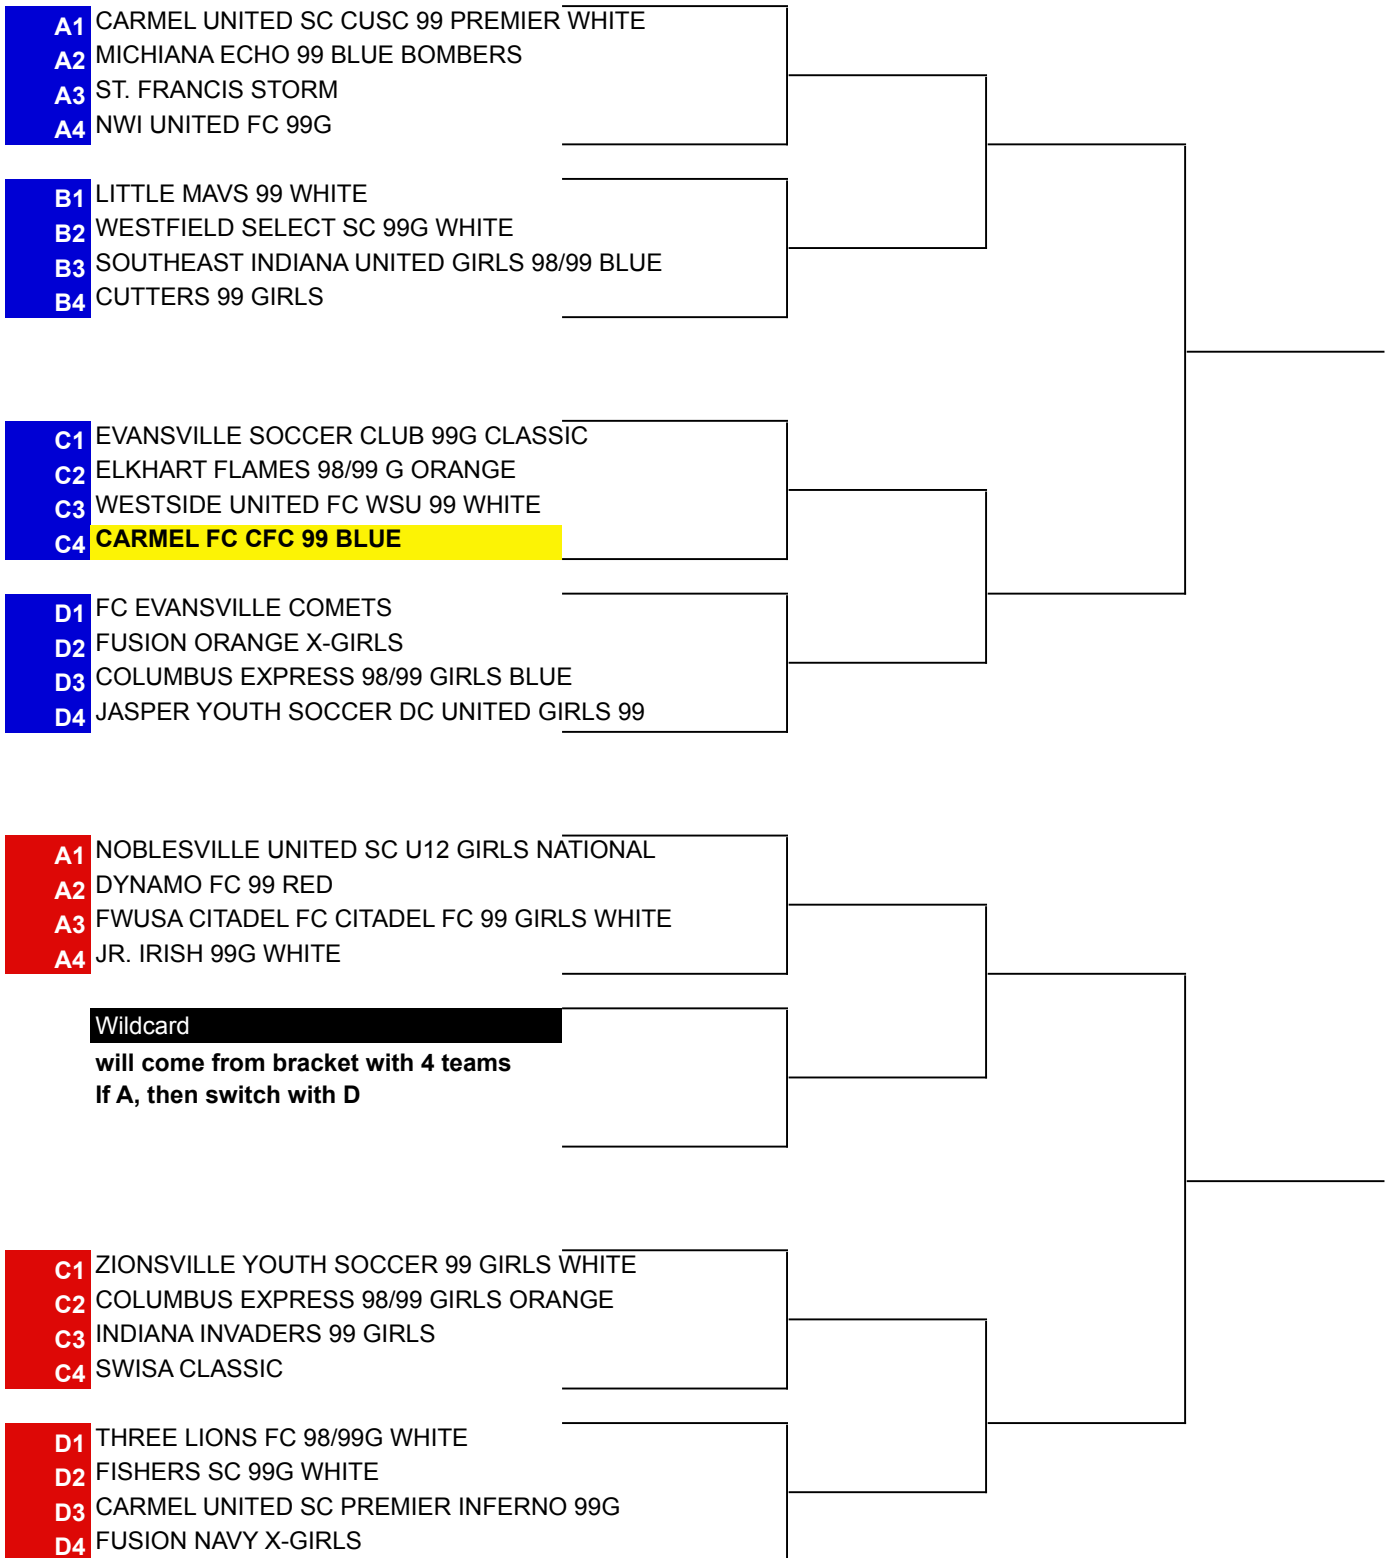 A1 CARMEL UNITED SC CUSC 99 PREMIER WHITE
A2 MICHIANA ECHO 99 BLUE BOMBERS
A3 ST. FRANCIS STORM
A4 NWI UNITED FC 99G
B1 LITTLE MAVS 99 WHITE
B2 WESTFIELD SELECT SC 99G WHITE
B3 SOUTHEAST INDIANA UNITED GIRLS 98/99 BLUE
B4 CUTTERS 99 GIRLS
C1 EVANSVILLE SOCCER CLUB 99G CLASSIC
C2 ELKHART FLAMES 98/99 G ORANGE
C3 WESTSIDE UNITED FC WSU 99 WHITE
C4 CARMEL FC CFC 99 BLUE
D1 FC EVANSVILLE COMETS
D2 FUSION ORANGE X-GIRLS
D3 COLUMBUS EXPRESS 98/99 GIRLS BLUE
D4 JASPER YOUTH SOCCER DC UNITED GIRLS 99
A1 NOBLESVILLE UNITED SC U12 GIRLS NATIONAL
A2 DYNAMO FC 99 RED
A3 FWUSA CITADEL FC CITADEL FC 99 GIRLS WHITE
A4 JR. IRISH 99G WHITE
Wildcard
will come from bracket with 4 teams
If A, then switch with D
C1 ZIONSVILLE YOUTH SOCCER 99 GIRLS WHITE
C2 COLUMBUS EXPRESS 98/99 GIRLS ORANGE
C3 INDIANA INVADERS 99 GIRLS
C4 SWISA CLASSIC
D1 THREE LIONS FC 98/99G WHITE
D2 FISHERS SC 99G WHITE
D3 CARMEL UNITED SC PREMIER INFERNO 99G
D4 FUSION NAVY X-GIRLS